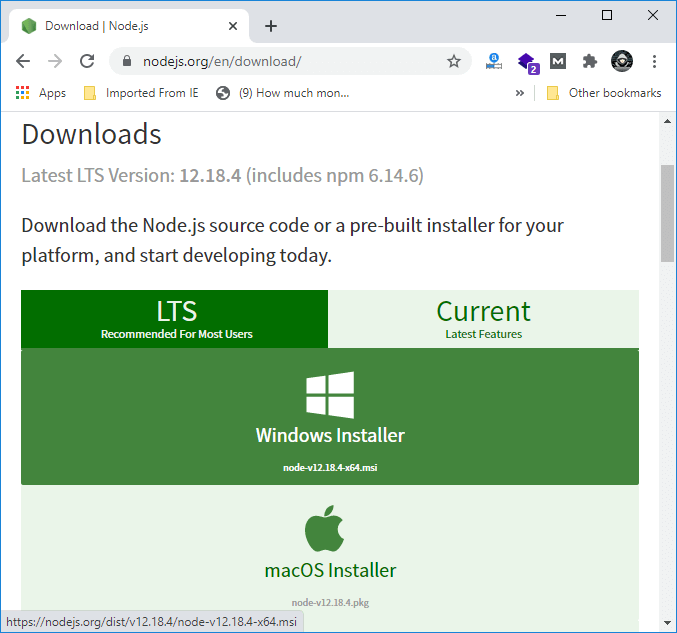 Download | Node.js
nodejs.org/en/download/
2
M
Apps
Imported From IE
(9) How much mon...
»
Other bookmarks
Downloads
Latest LTS Version: 12.18.4 (includes npm 6.14.6)
Download the Node.js source code or a pre-built installer for your
platform, and start developing today.
LTS
Recommended For Most Users
Current
Latest Features
Windows Installer
node-v12.18.4-x64.msi
macOS Installer
node-v12.18.4.pkg
https://nodejs.org/dist/v12.18.4/node-v12.18.4-x64.msi